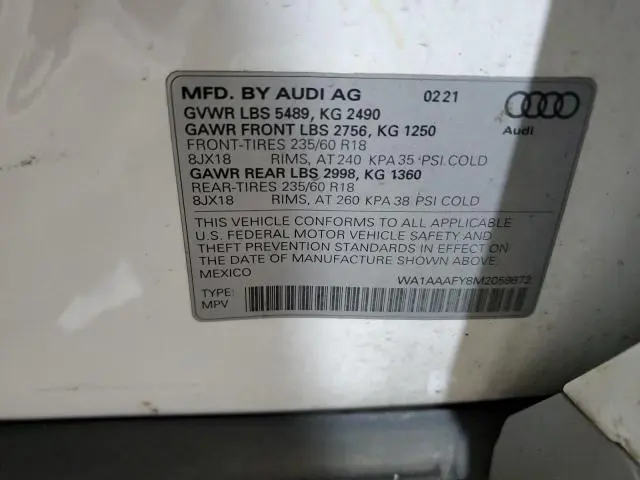 MFD. BY AUDI AG 02 21
GVWR LBS 5489, KG 2490
GAWR FRONT LBS 2756, KG 1250
FRONT-TIRES 235/60 R18
8JX18 RIMS, AT 240 KPA 35 PSI COLD
GAWR REAR LBS 2998, KG 1360
REAR-TIRES 235/60 R18
8JX18 RIMS, AT 260 KPA 38 PSI COLD
Audi
THIS VEHICLE CONFORMS TO ALL APPLICABLE
U.S. FEDERAL MOTOR VEHICLE SAFETY AND
THEFT PREVENTION STANDARDS IN EFFECT ON
THE DATE OF MANUFACTURE SHOWN ABOVE.
MEXICO
TYPE:
MPV